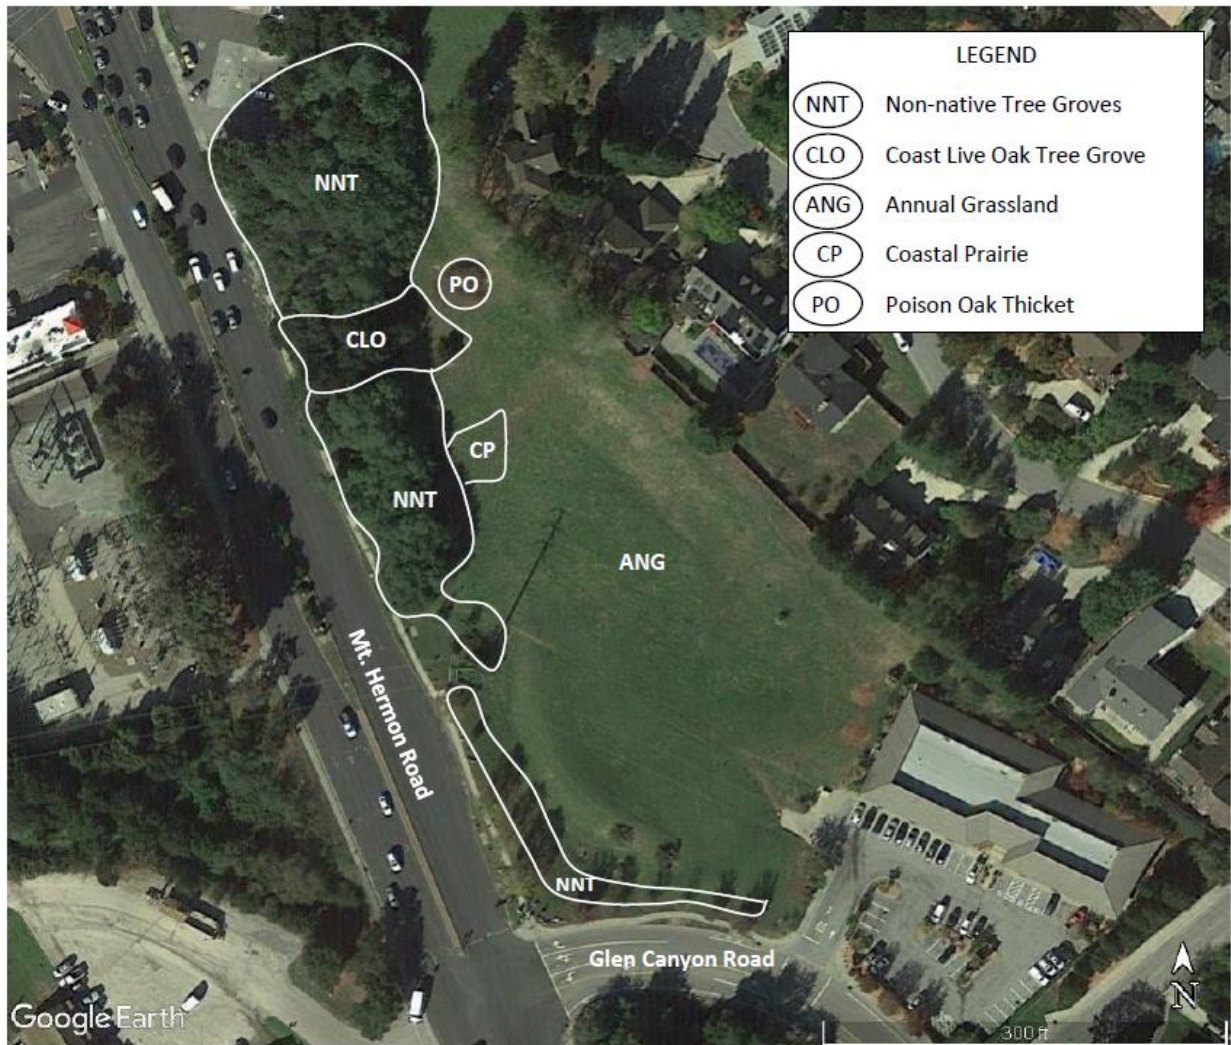 LEGEND
NNT Non-native Tree Groves
CLO Coast Live Oak Tree Grove
ANG Annual Grassland
CP Coastal Prairie
PO Poison Oak Thicket
NNT
PO
CLO
CP
NNT
ANG
Mt. Hermon Road
NNT
Glen Canyon Road
Google Earth
N
300 ft